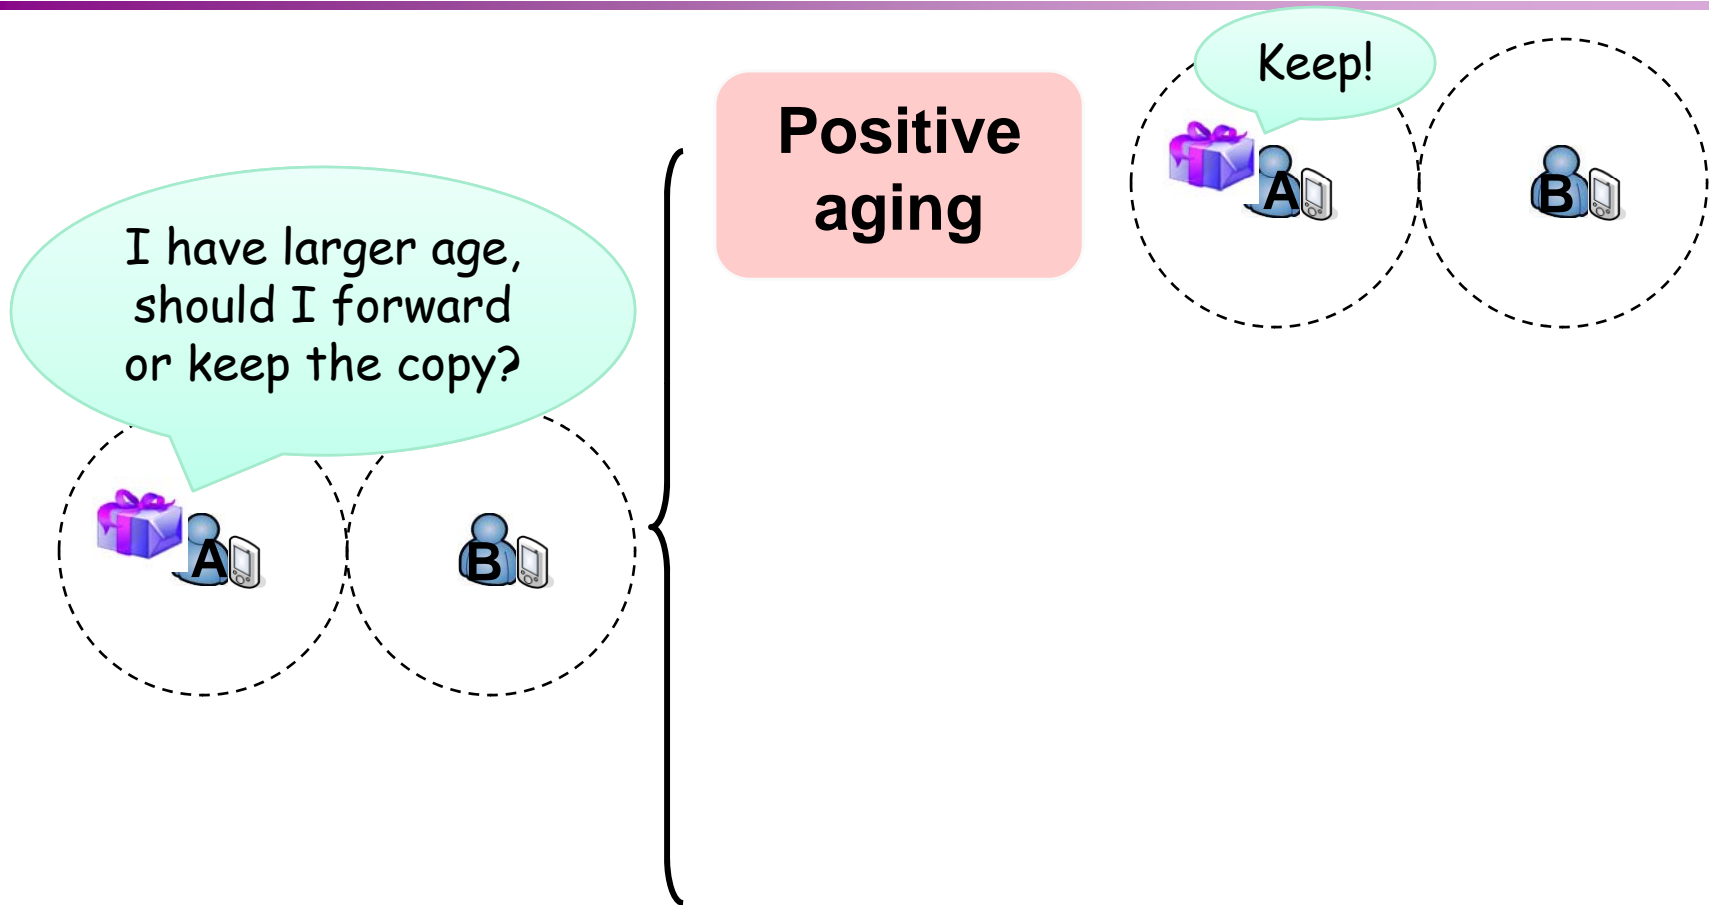 Keep!
Positive
aging
A
B
I have larger age,
should I forward
or keep the copy?
A
B